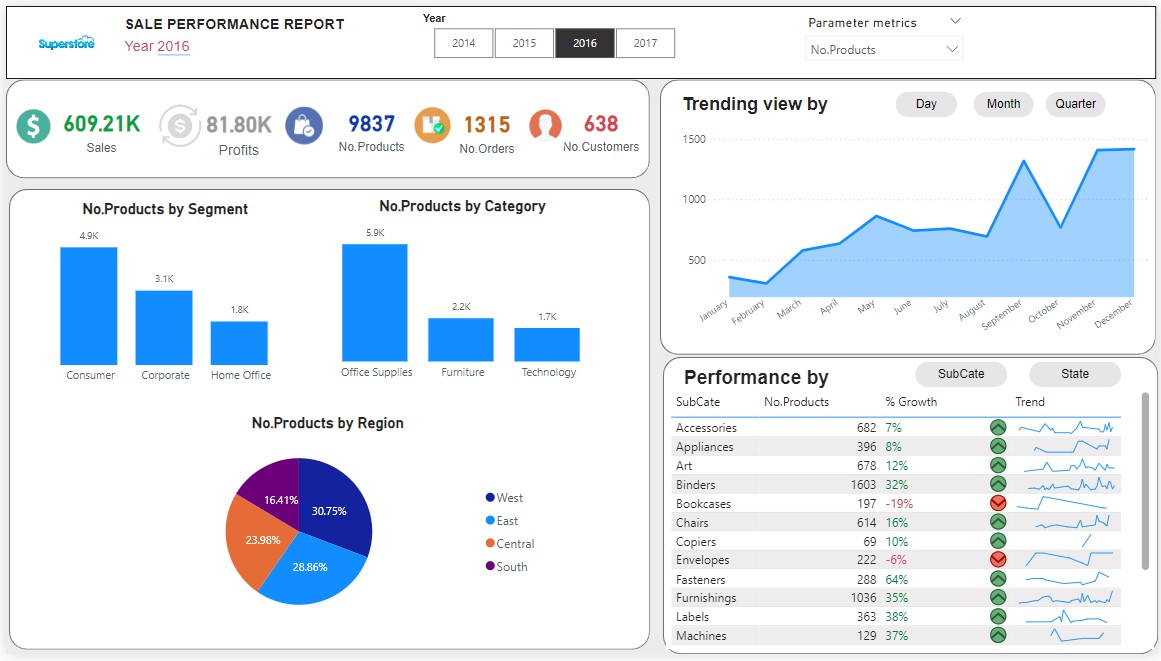 Superstore
SALE PERFORMANCE REPORT
Year 2016
Year
2014 2015 2016 2017
Parameter metrics
No.Products
609.21K
Sales
81.80K
Profits
9837
No.Products
1315
No.Orders
638
No.Customers
No.Products by Segment
4.9K
3.1K
1.8K
Consumer Corporate Home Office
No.Products by Category
5.9K
2.2K
1.7K
Office Supplies Furniture Technology
No.Products by Region
16.41%
30.75%
23.98%
28.86%
West
East
Central
South
Trending view by
Day Month Quarter
1500
1000
500
January February March April May June July August September October November December
Performance by
SubCate State
SubCate No.Products % Growth Trend
Accessories 682 7%
Appliances 396 8%
Art 678 12%
Binders 1603 32%
Bookcases 197 -19%
Chairs 614 16%
Copiers 69 10%
Envelopes 222 -6%
Fasteners 288 64%
Furnishings 1036 35%
Labels 363 38%
Machines 129 37%